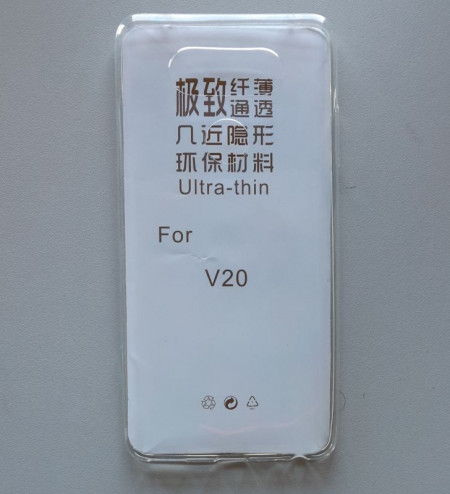 极致纤薄
通透
几近隐形
环保材料
Ultra-thin
For
V20